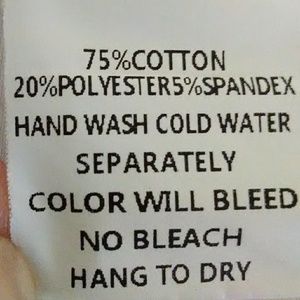 75%COTTON
20%POLYESTER5%SPANDEX
HAND WASH COLD WATER
SEPARATELY
COLOR WILL BLEED
NO BLEACH
HANG TO DRY